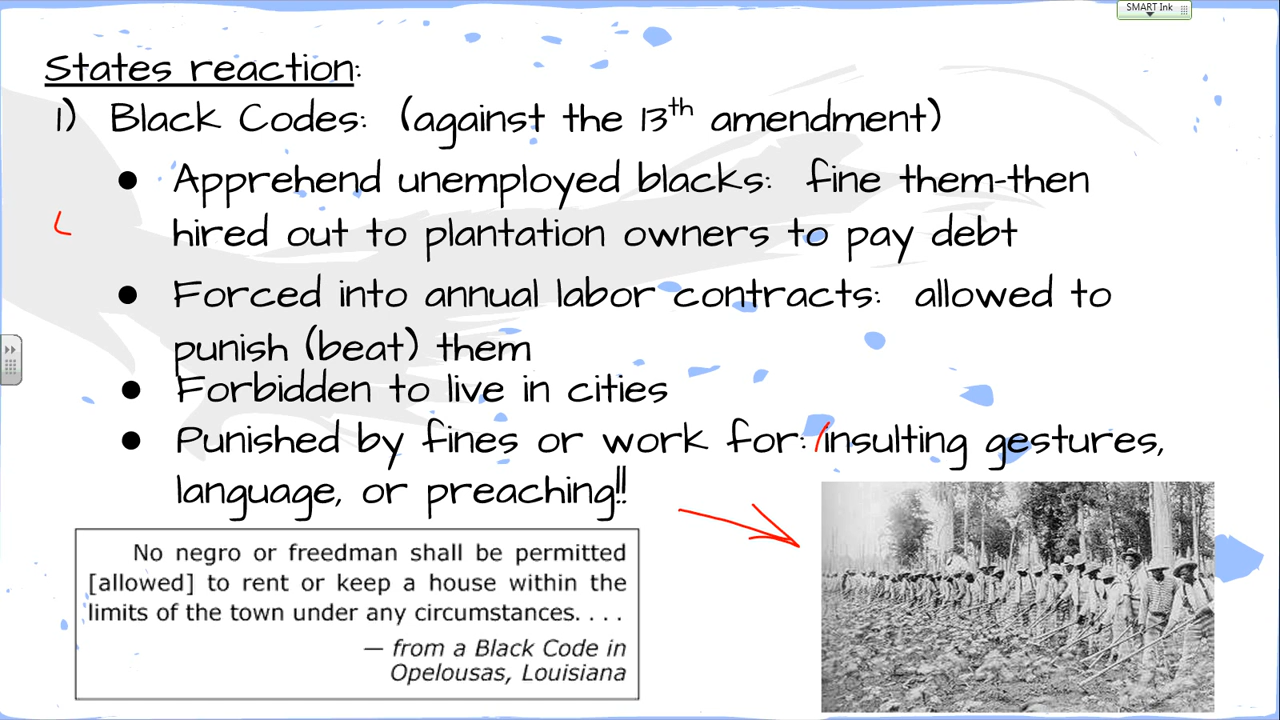 SMART Ink
States reaction:
1) Black Codes: (against the 13th amendment)
● Apprehend unemployed blacks: fine them-then
hired out to plantation owners to pay debt
● Forced into annual labor contracts: allowed to
punish (beat) them
● Forbidden to live in cities
● Punished by fines or work for: insulting gestures,
language, or preaching!!
No negro or freedman shall be permitted
[allowed] to rent or keep a house within the
limits of the town under any circumstances. . . .
— from a Black Code in
Opelousas, Louisiana